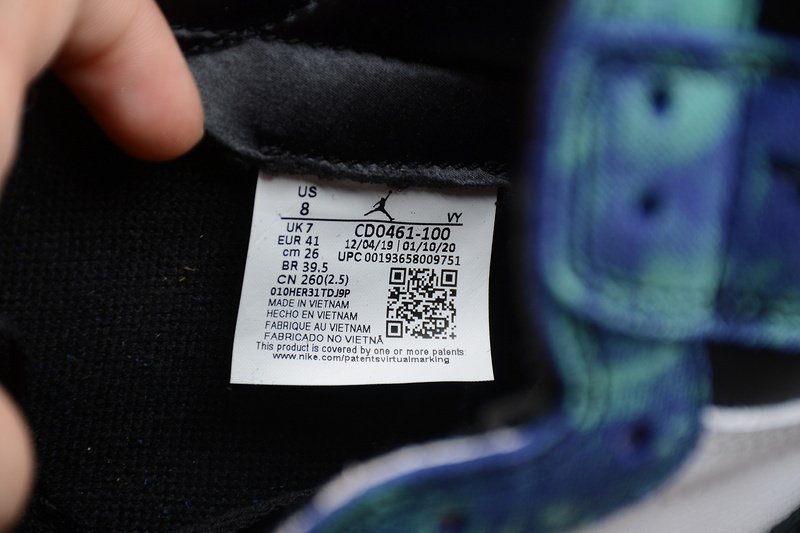 US
8
VY
UK 7
CD0461-100
EUR 41
12/04/19 | 01/10/20
cm 26
UPC 00193658009751
BR 39.5
CN 260(2.5)
010HER31TDJ9P
MADE IN VIETNAM
HECHO EN VIETNAM
FABRIQUE AU VIETNAM
FABRICADO NO VIETNÃ
This product is covered by one or more patents
www.nike.com/patentsvirtualmarking